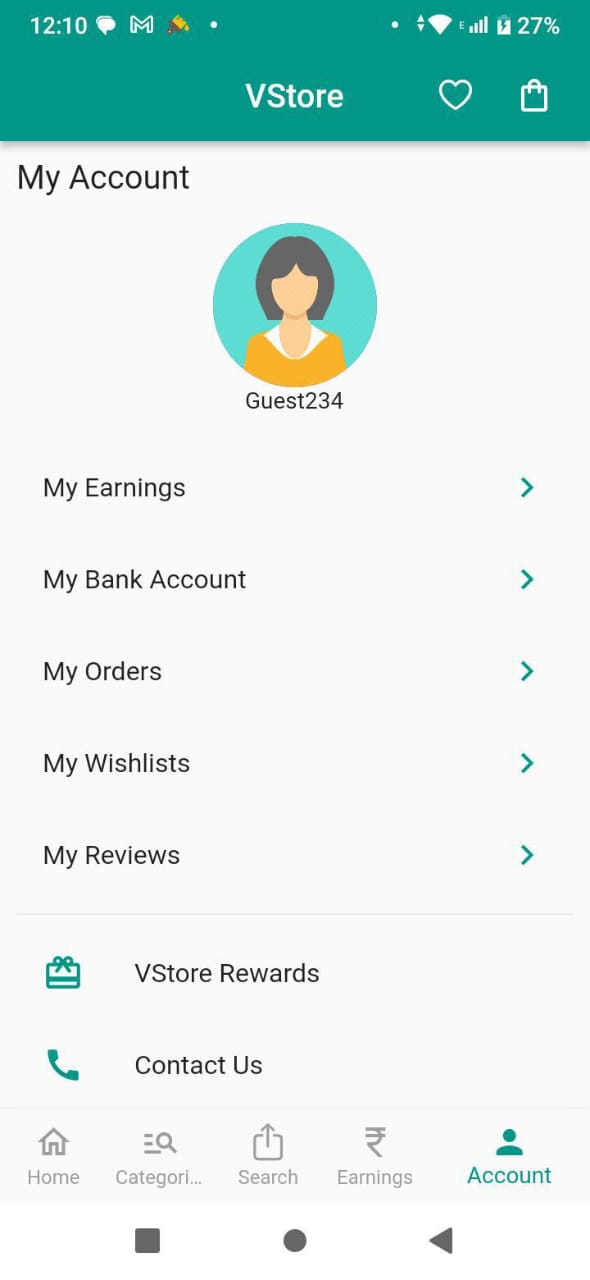 12:10
E 27%
VStore
My Account
Guest234
My Earnings
My Bank Account
My Orders
My Wishlists
My Reviews
VStore Rewards
Contact Us
Home Categori... Search Earnings Account